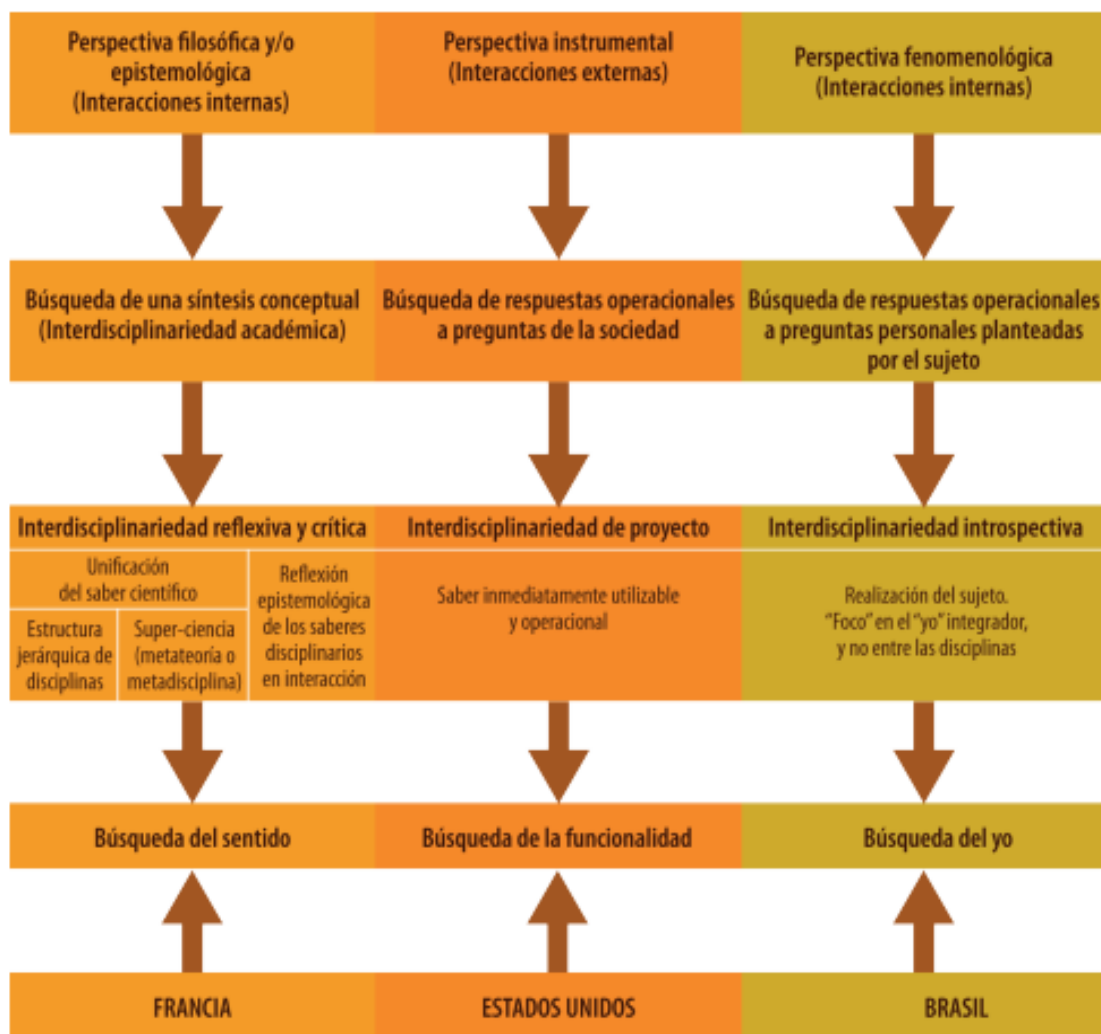 Perspectiva filosófica y/o
epistemológica
(Interacciones internas)
Perspectiva instrumental
(Interacciones externas)
Perspectiva fenomenológica
(Interacciones internas)
Búsqueda de una síntesis conceptual
(Interdisciplinariedad académica)
Búsqueda de respuestas operacionales
a preguntas de la sociedad
Búsqueda de respuestas operacionales
a preguntas personales planteadas
por el sujeto
Interdisciplinariedad reflexiva y crítica
Unificación
del saber científico
Estructura
jerárquica de
disciplinas
Super-ciencia
(metateoría o
metadisciplina)
Reflexión
epistemológica
de los saberes
disciplinarios
en interacción
Interdisciplinariedad de proyecto
Saber inmediatamente utilizable
y operacional
Interdisciplinariedad introspectiva
Realización del sujeto.
"Foco" en el "yo" integrador,
y no entre las disciplinas
Búsqueda del sentido
Búsqueda de la funcionalidad
Búsqueda del yo
FRANCIA
ESTADOS UNIDOS
BRASIL